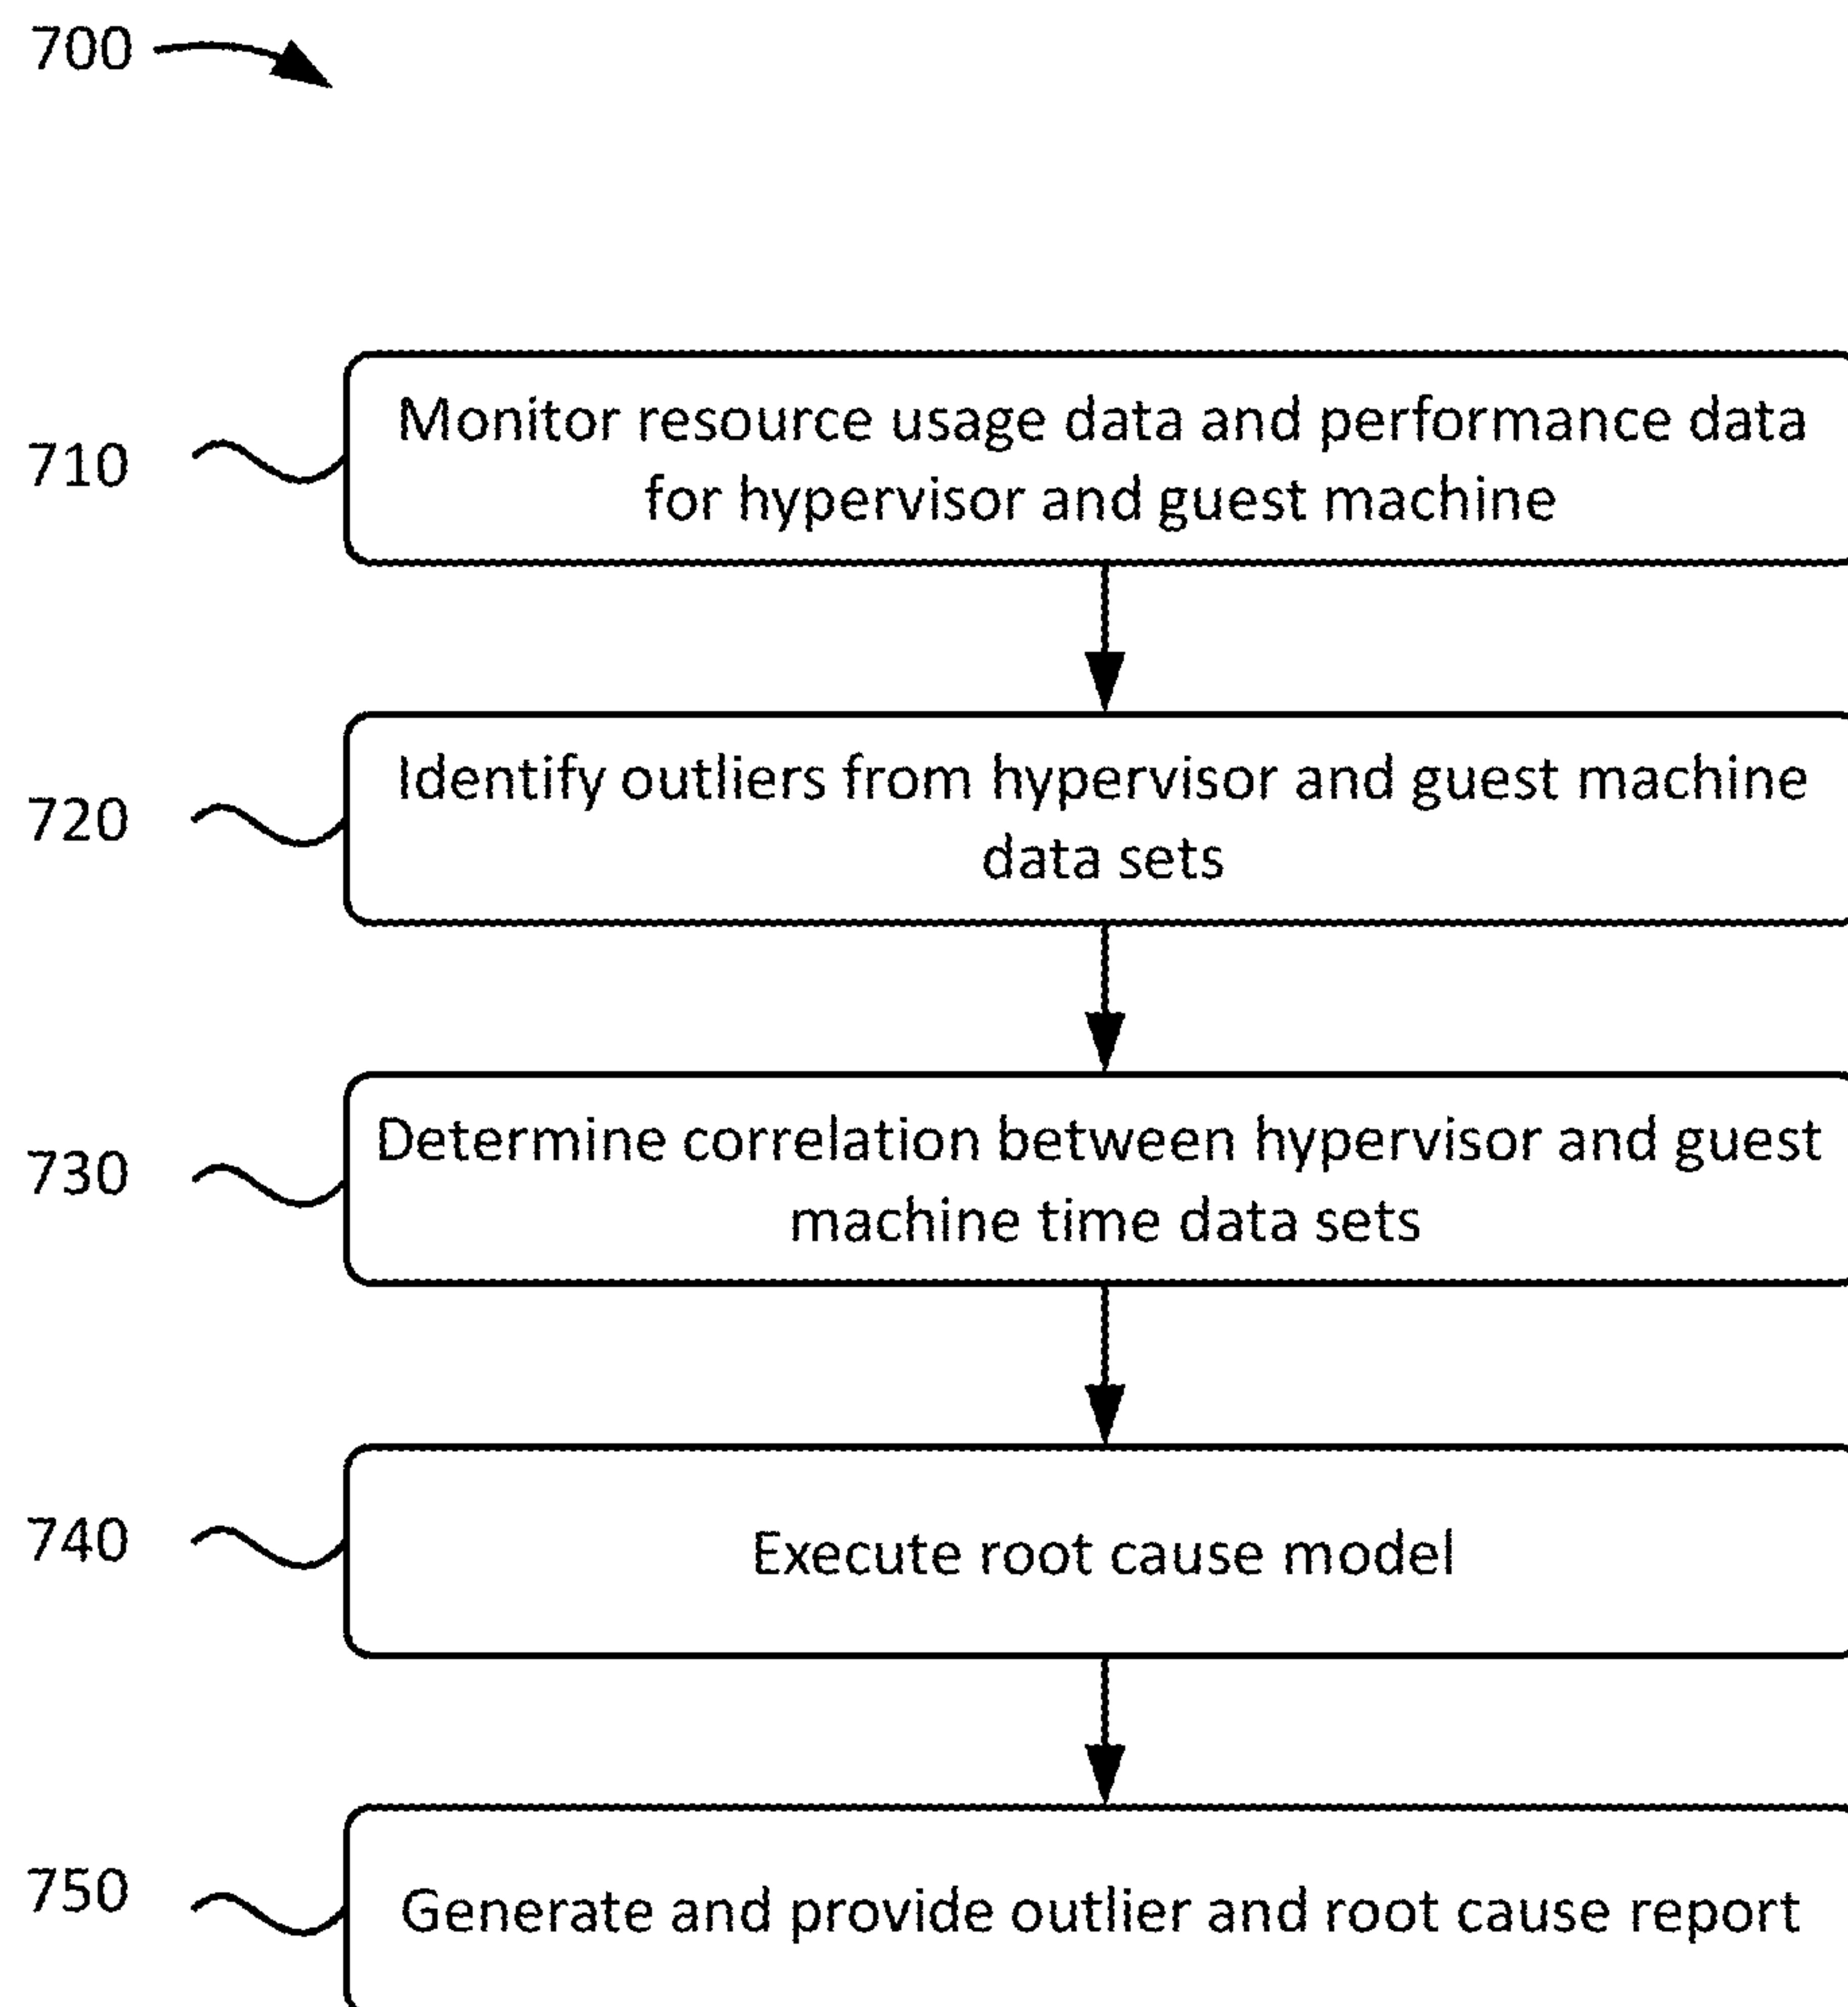 700
710
Monitor resource usage data and performance data
for hypervisor and guest machine
720
Identify outliers from hypervisor and guest machine
data sets
730
Determine correlation between hypervisor and guest
machine time data sets
740
Execute root cause model
750
Generate and provide outlier and root cause report